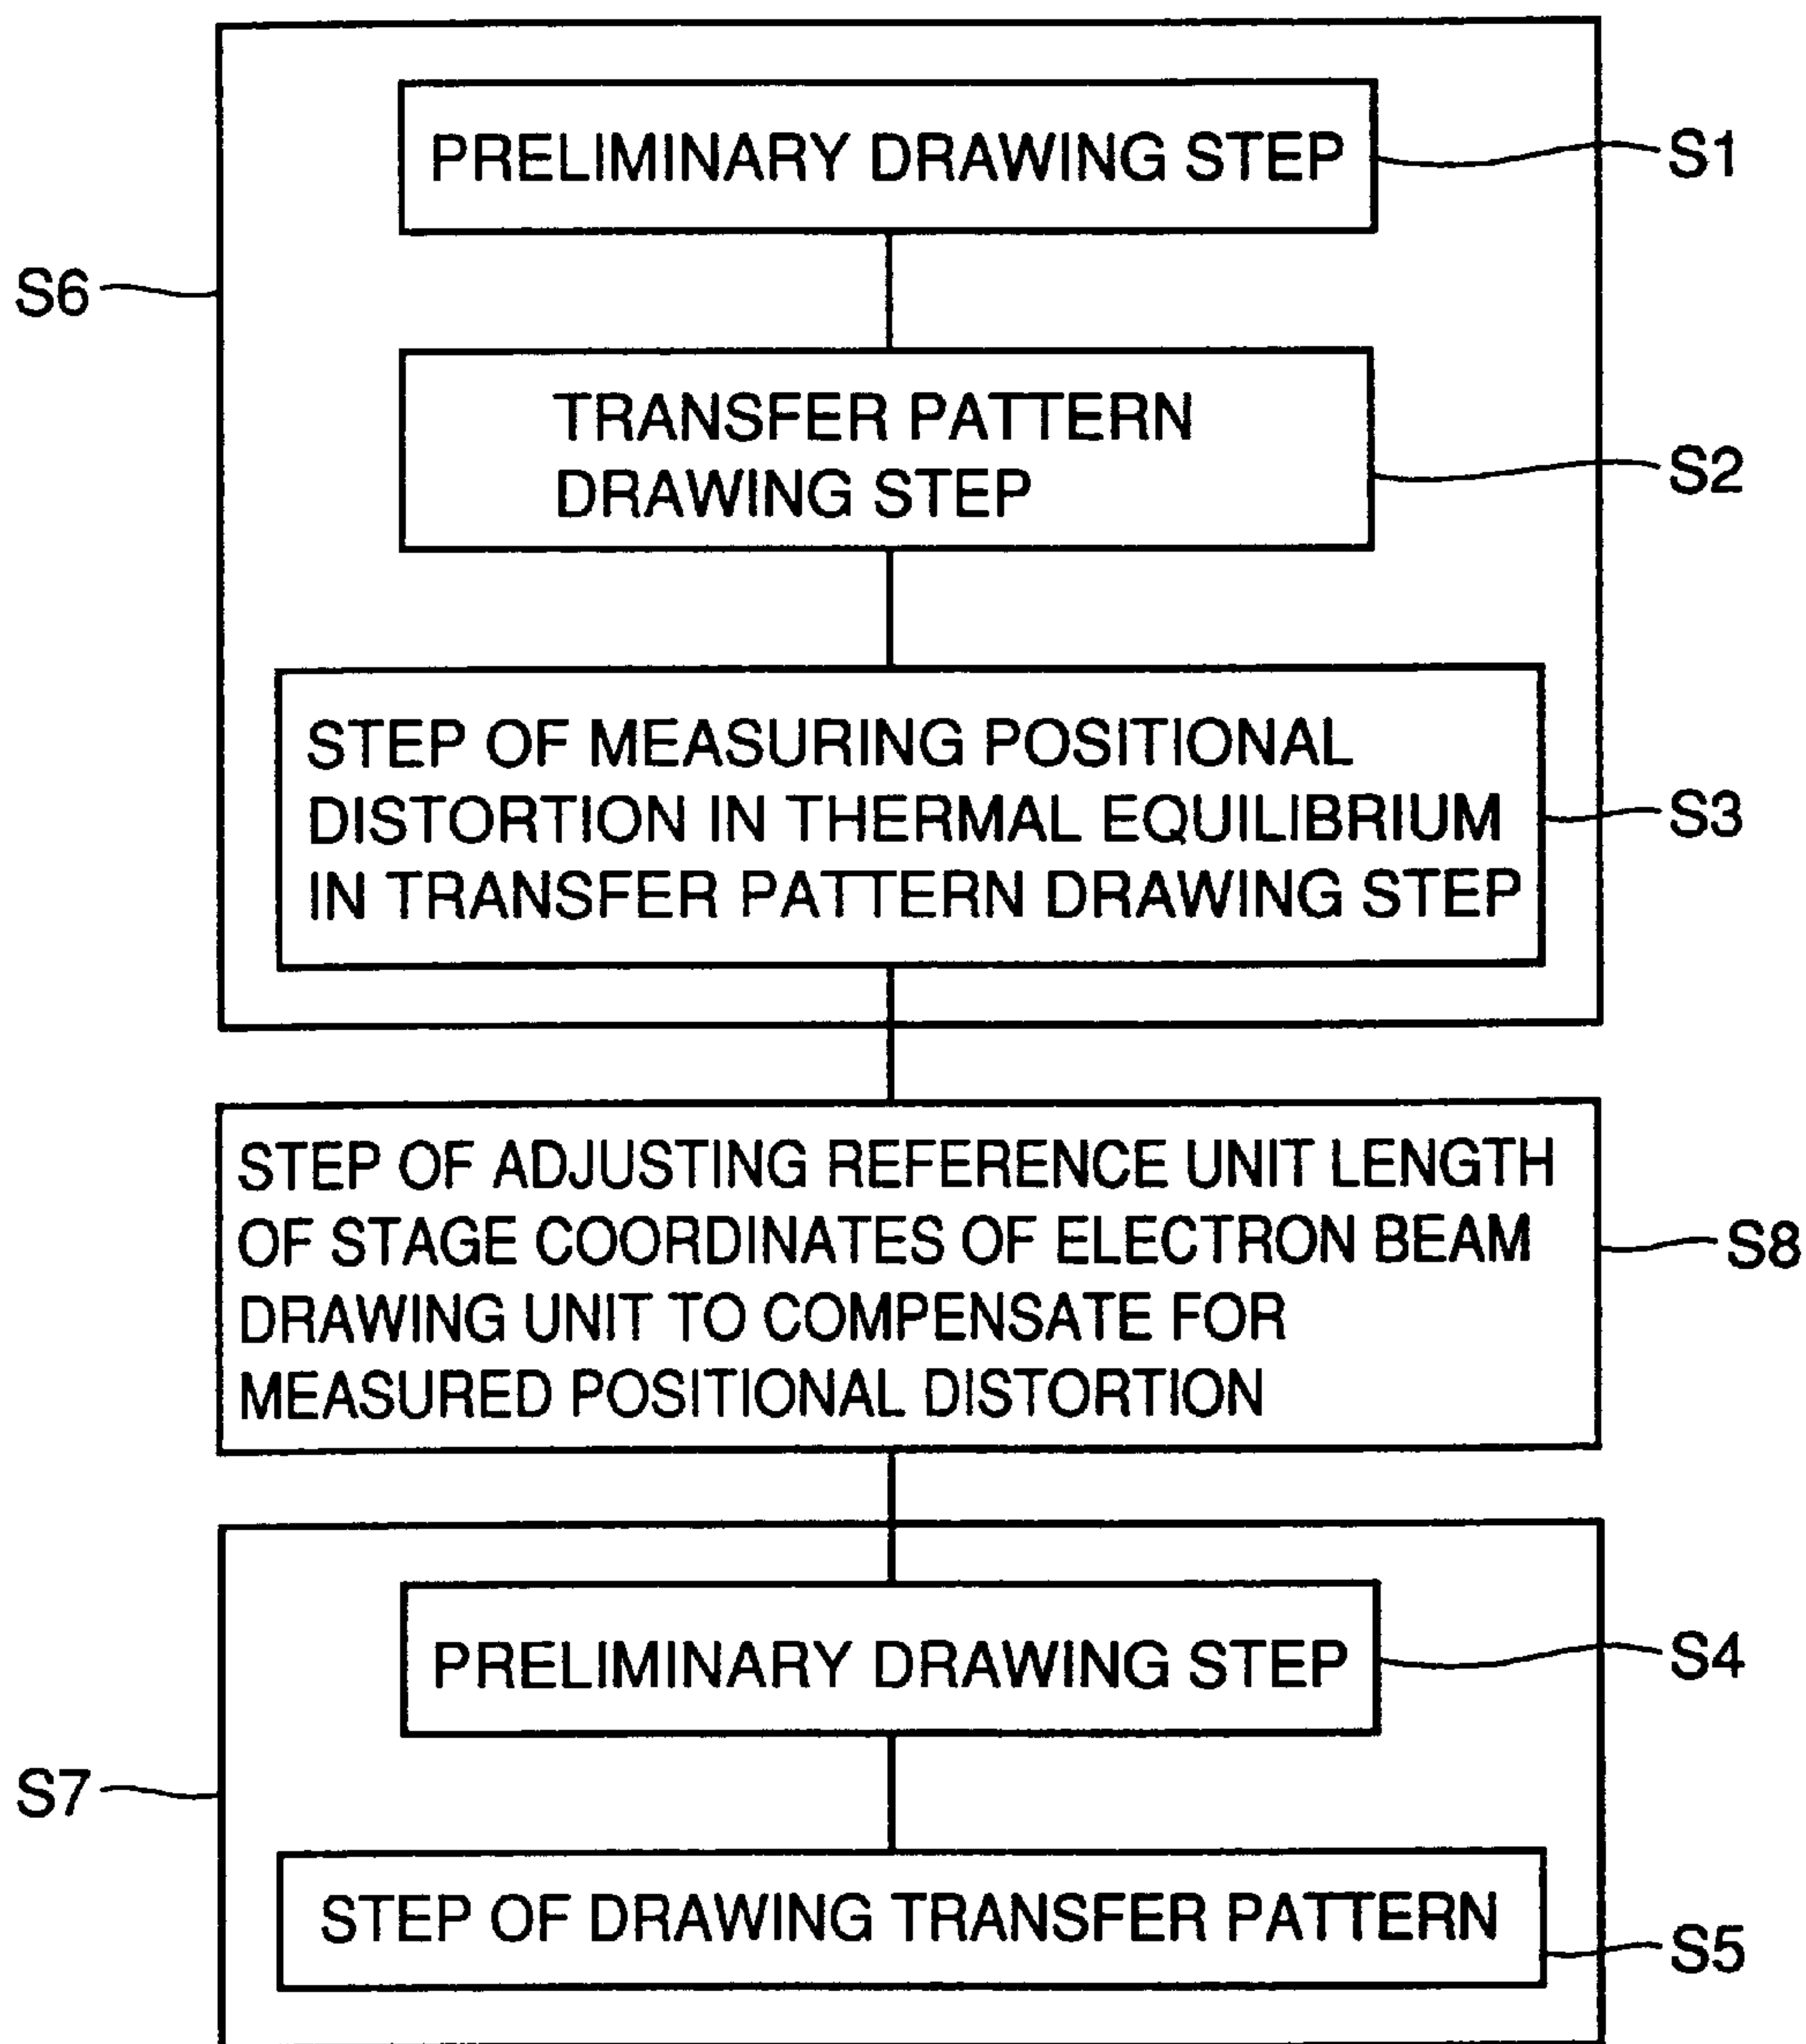 PRELIMINARY DRAWING STEP
S1
S6
TRANSFER PATTERN
DRAWING STEP
S2
STEP OF MEASURING POSITIONAL
DISTORTION IN THERMAL EQUILIBRIUM
IN TRANSFER PATTERN DRAWING STEP
S3
STEP OF ADJUSTING REFERENCE UNIT LENGTH
OF STAGE COORDINATES OF ELECTRON BEAM
DRAWING UNIT TO COMPENSATE FOR
MEASURED POSITIONAL DISTORTION
S8
PRELIMINARY DRAWING STEP
S4
S7
STEP OF DRAWING TRANSFER PATTERN
S5